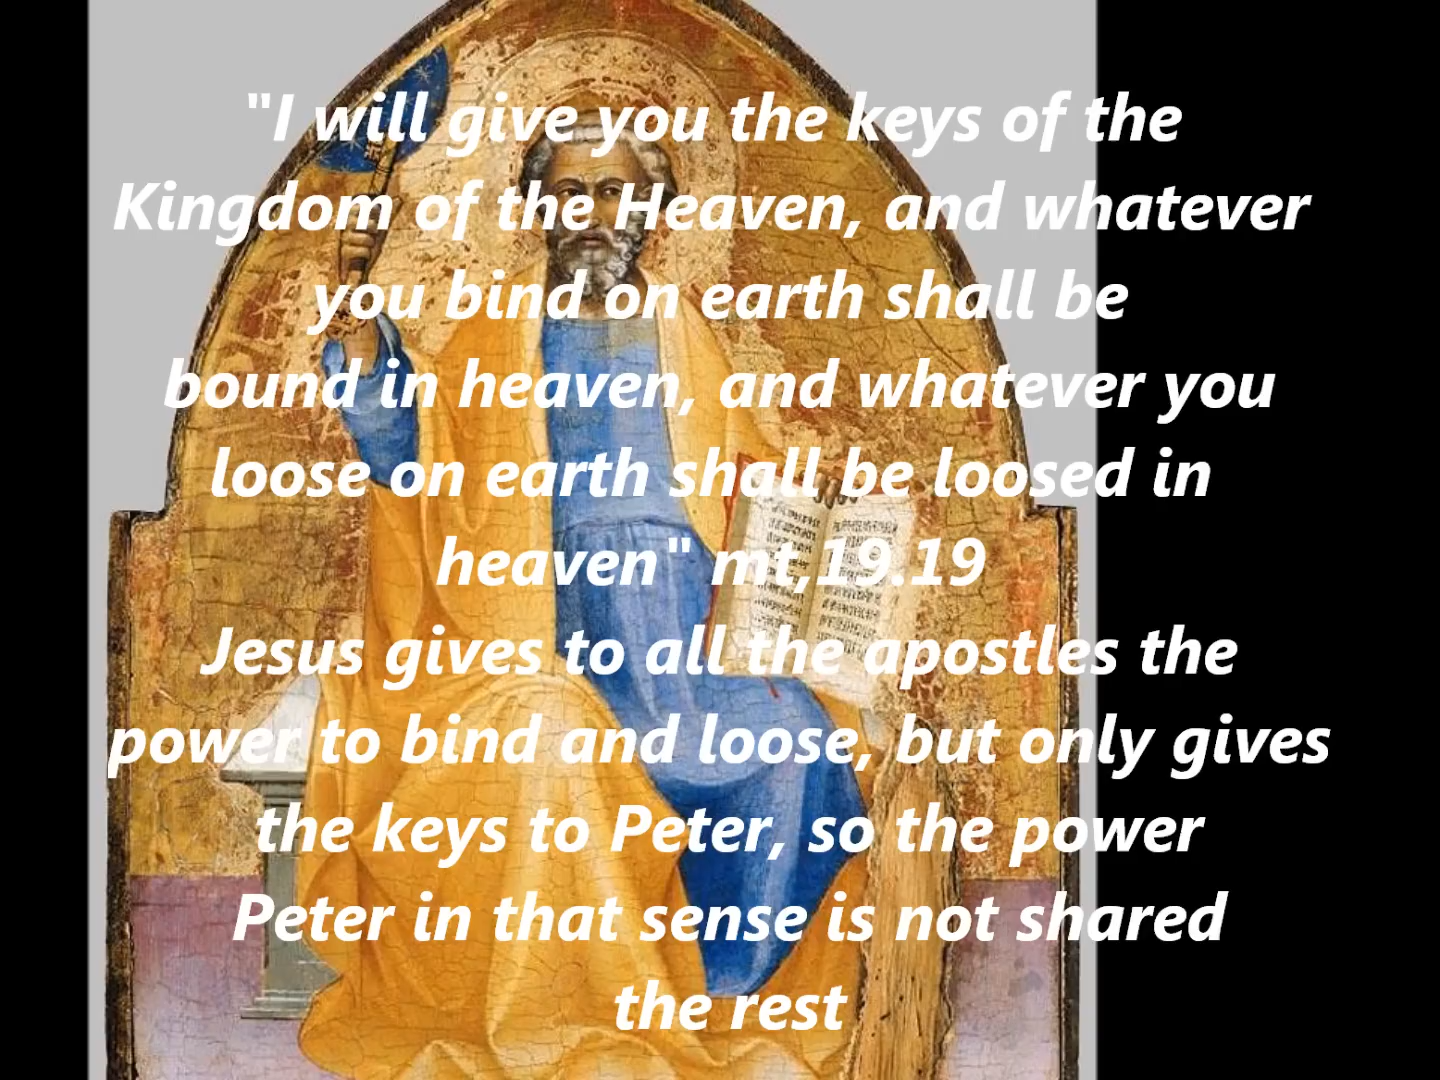 "I will give you the keys of the
Kingdom of the Heaven, and whatever
you bind on earth shall be
bound in heaven, and whatever you
loose on earth shall be loosed in
heaven" mt,19.19
Jesus gives to all the apostles the
power to bind and loose, but only gives
the keys to Peter, so the power
Peter in that sense is not shared
the rest